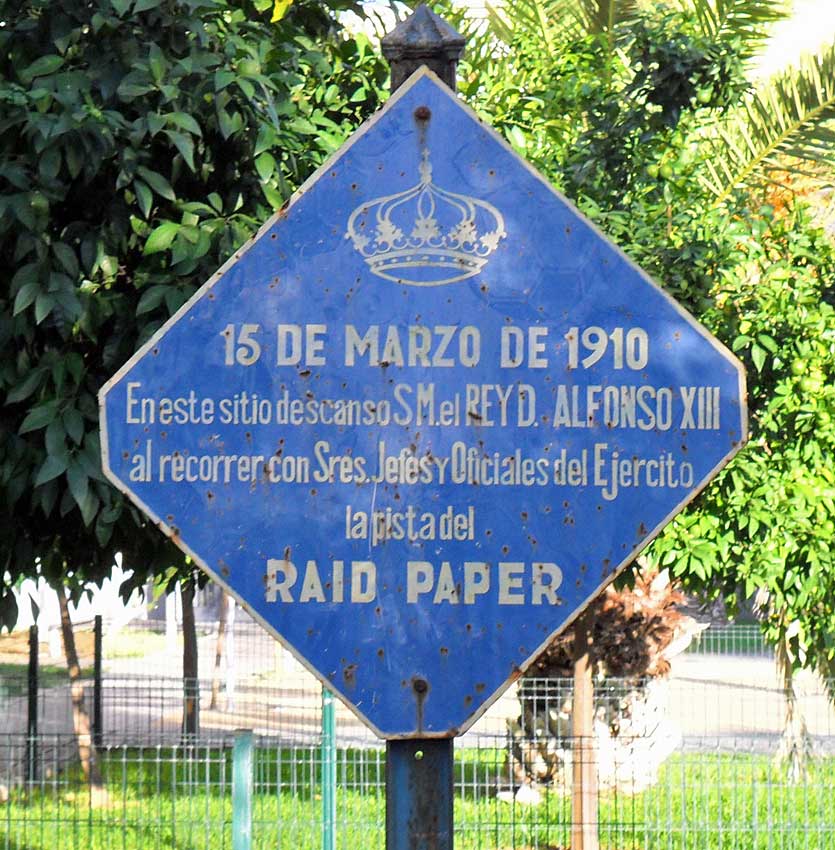 15 DE MARZO DE 1910
En este sitio descanso S.M. el REY D. ALFONSO XIII
al recorrer con Sres. Jefes Y Oficiales del Ejercito
la pista del
RAID PAPER